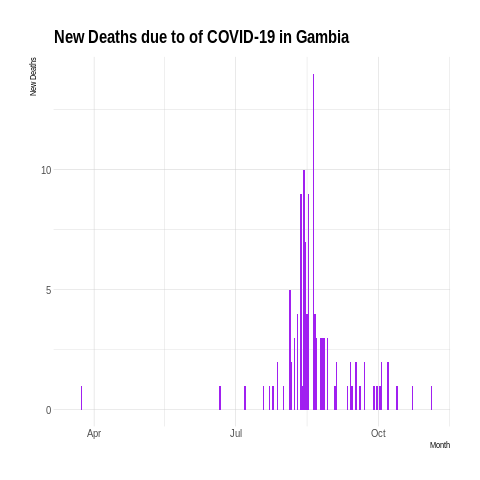 New Deaths due to of COVID-19 in Gambia
New Deaths
10
5
0
Apr
Jul
Oct
Month